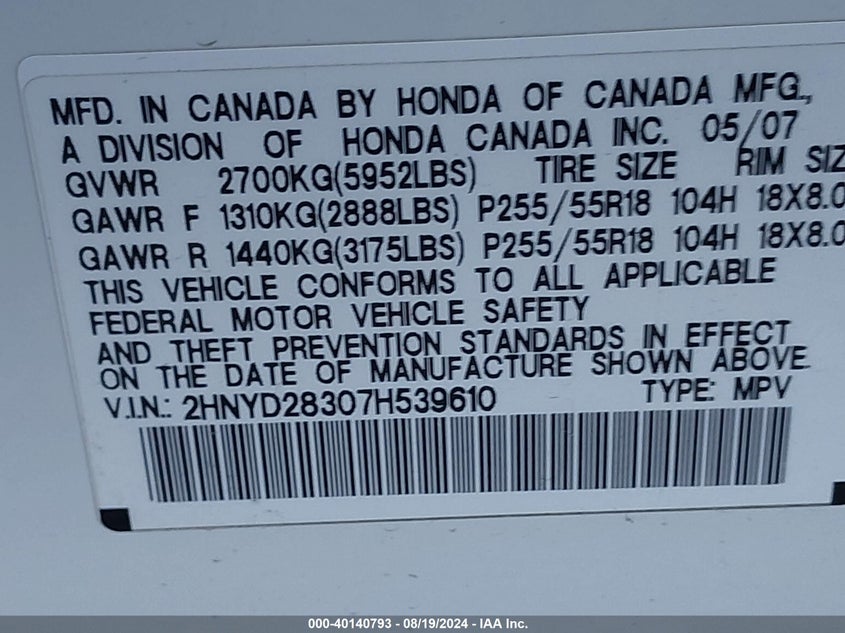 MFD. IN CANADA BY HONDA OF CANADA MFG.,
A DIVISION OF HONDA CANADA INC. 05/07
GVWR 2700KG(5952LBS) TIRE SIZE RIM SIZ
GAWR F 1310KG(2888LBS) P255/55R18 104H 18X8.0
GAWR R 1440KG(3175LBS) P255/55R18 104H 18X8.0
THIS VEHICLE CONFORMS TO ALL APPLICABLE
FEDERAL MOTOR VEHICLE SAFETY
AND THEFT PREVENTION STANDARDS IN EFFECT
ON THE DATE OF MANUFACTURE SHOWN ABOVE.
V.I.N.: 2HNYD28307H539610 TYPE: MPV
000-40140793 - 08/19/2024 - IAA Inc.